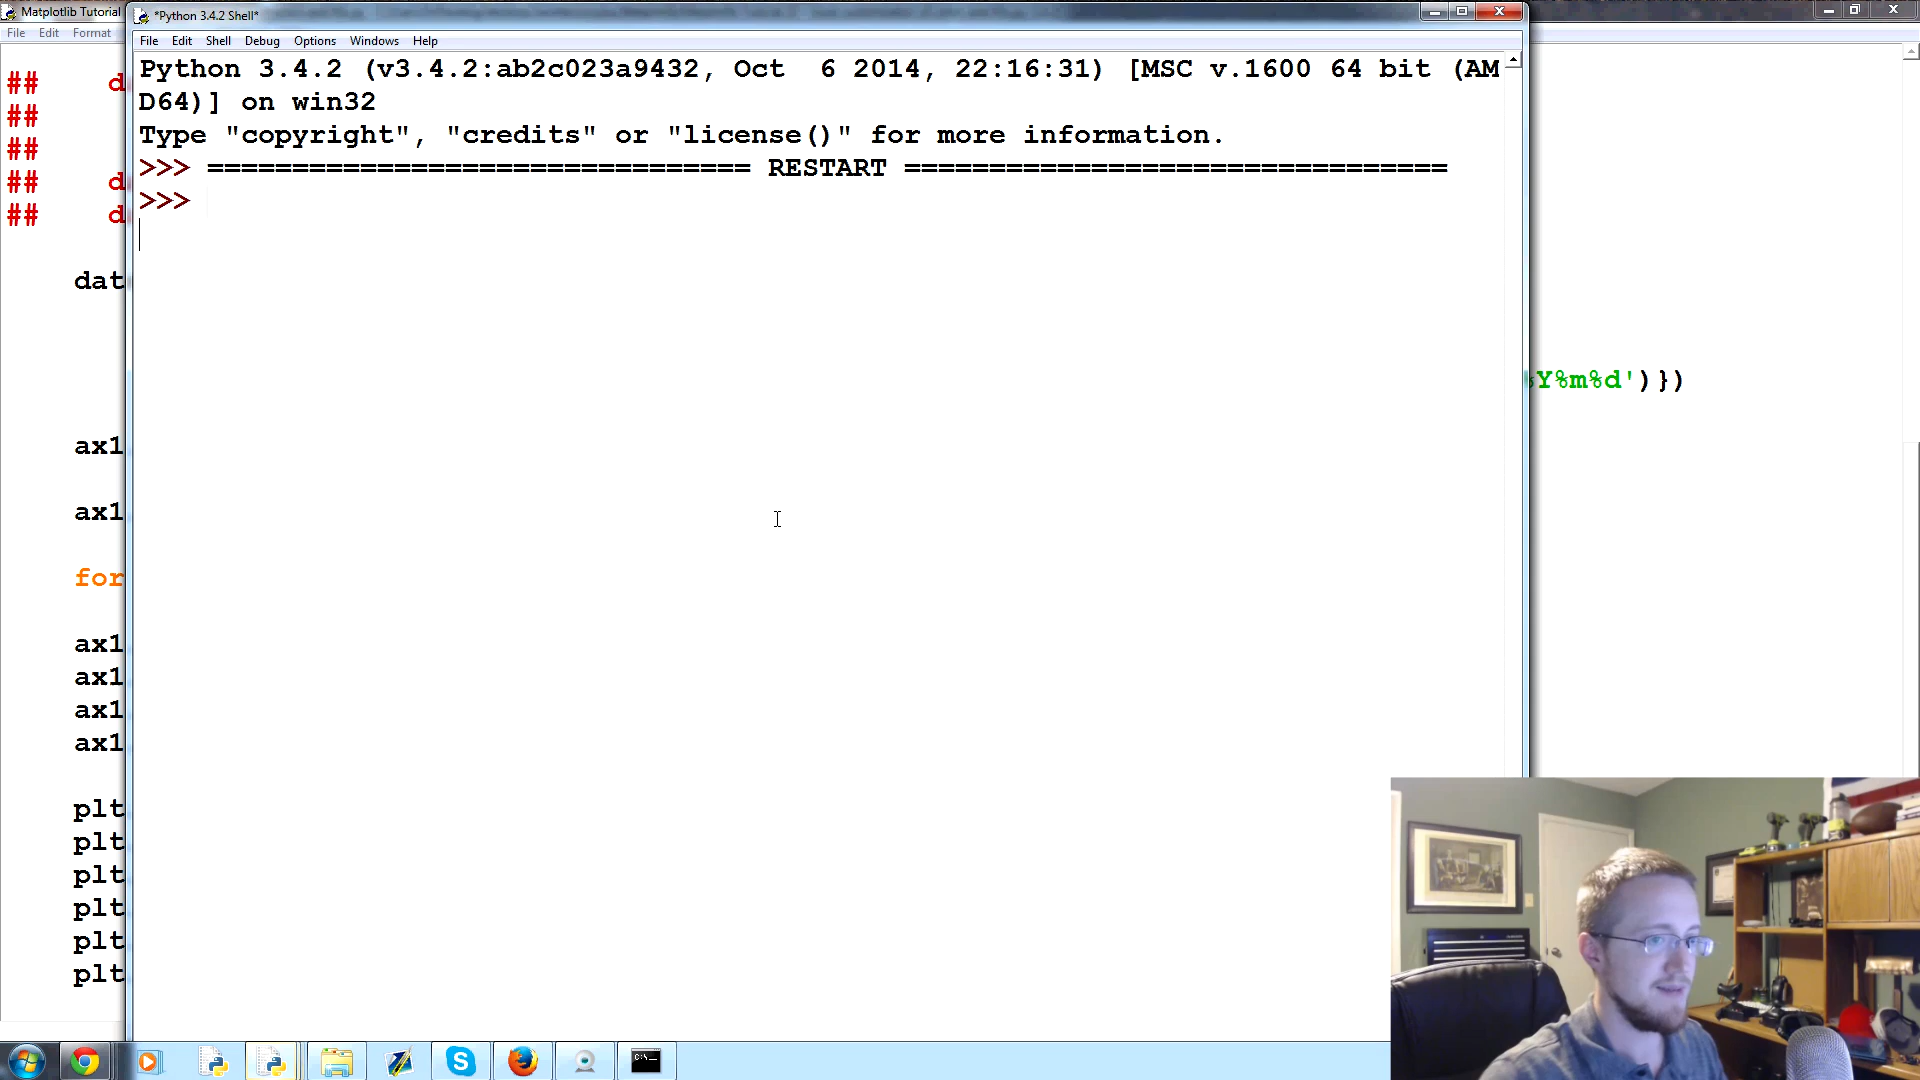 Matplotlib Tutorial
*Python 3.4.2 Shell*
File Edit Format
File Edit Shell Debug Options Windows Help
Python 3.4.2 (v3.4.2:ab2c023a9432, Oct  6 2014, 22:16:31) [MSC v.1600 64 bit (AM
D64)] on win32
Type "copyright", "credits" or "license()" for more information.
>>> ================================ RESTART ================================
>>>
## d
##
##
## d
## d
dat
%Y%m%d')})
ax1
ax1
for
ax1
ax1
ax1
ax1
plt
plt
plt
plt
plt
plt
C:\_